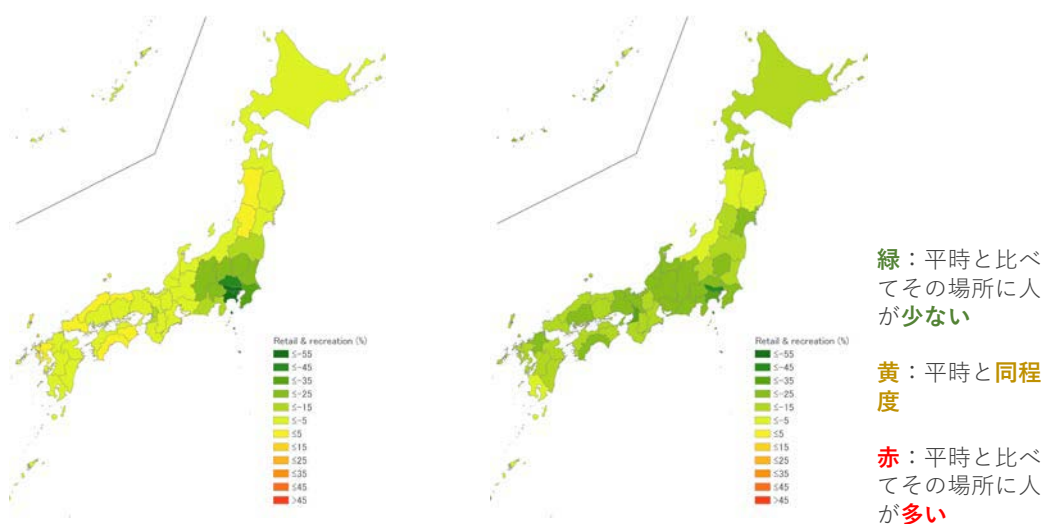 Retail & recreation (%)
≤-55
≤-45
≤-35
≤-25
≤-15
≤-5
≤5
≤15
≤25
≤35
≤45
>45
Retail & recreation (%)
≤-55
≤-45
≤-35
≤-25
≤-15
≤-5
≤5
≤15
≤25
≤35
≤45
>45
緑：平時と比べ
てその場所に人
が少ない
黄：平時と同程
度
赤：平時と比べ
てその場所に人
が多い